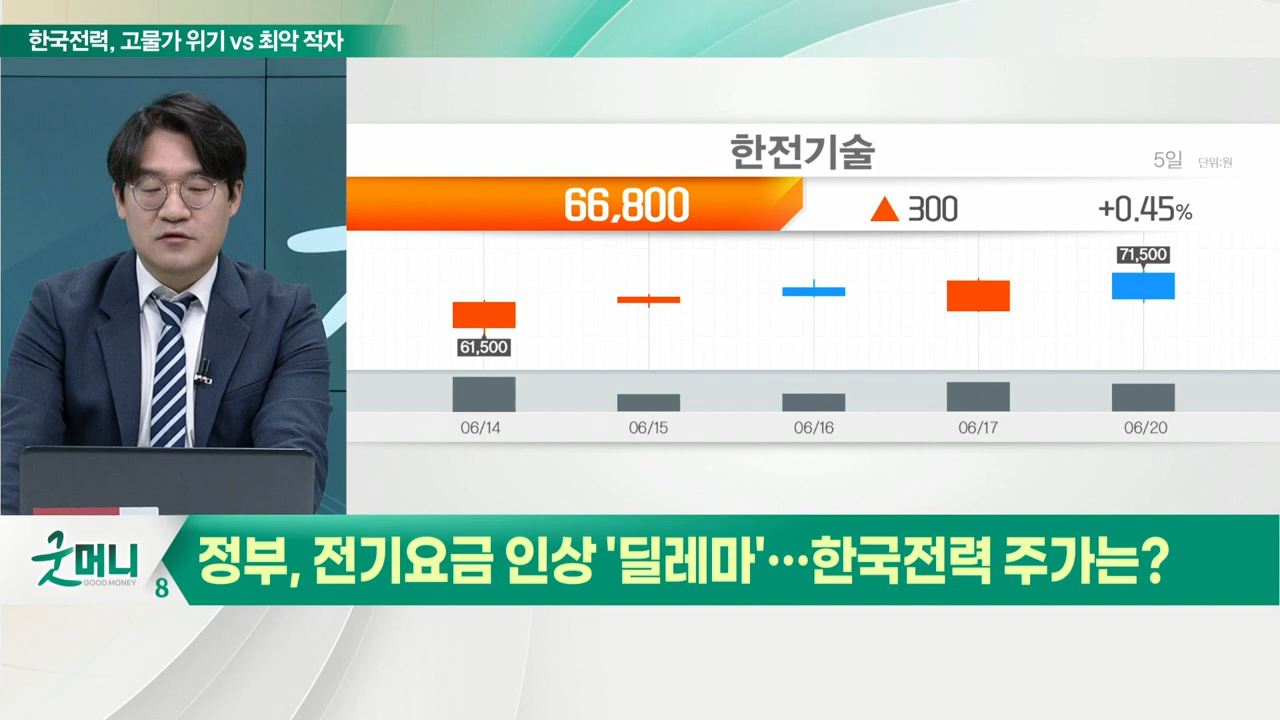 한국전력, 고물가 위기 vs 최악 적자
한전기술
5일 단위:원
66,800 ▲ 300 +0.45%
71,500
61,500
06/14 06/15 06/16 06/17 06/20
굿머니
GOOD MONEY
8
정부, 전기요금 인상 '딜레마'…한국전력 주가는?